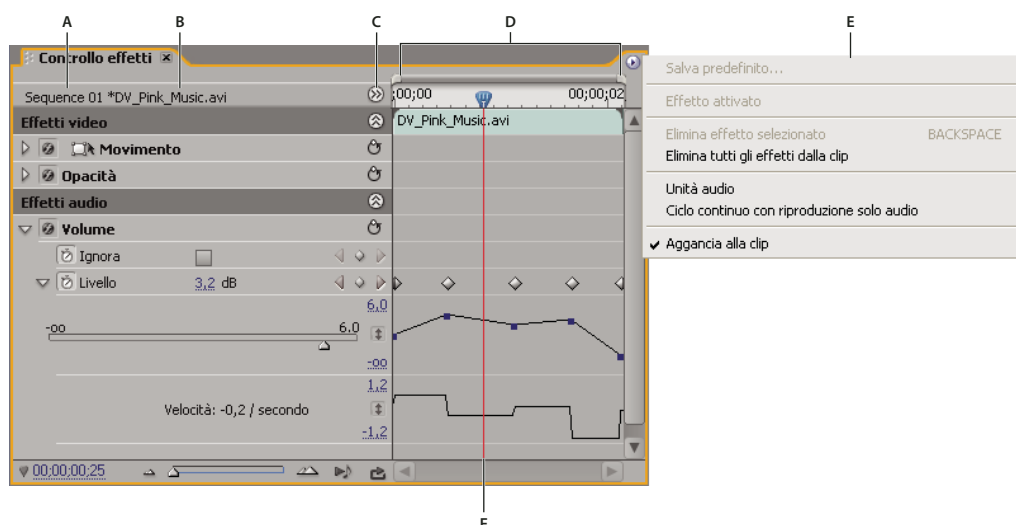 A B C D E
Controllo effetti
Sequence 01 *DV_Pink_Music.avi
;00;00 00;00;02
Salva predefinito...
Effetto attivato
Elimina effetto selezionato BACKSPACE
Elimina tutti gli effetti dalla clip
Unità audio
Ciclo continuo con riproduzione solo audio
Aggancia alla clip
Effetti video
DV_Pink_Music.avi
Movimento
Opacità
Effetti audio
Volume
Ignora
Livello 3,2 dB
6,0
-oo 6.0
-oo
1,2
Velocità: -0,2 / secondo
-1,2
00;00;00;25
F